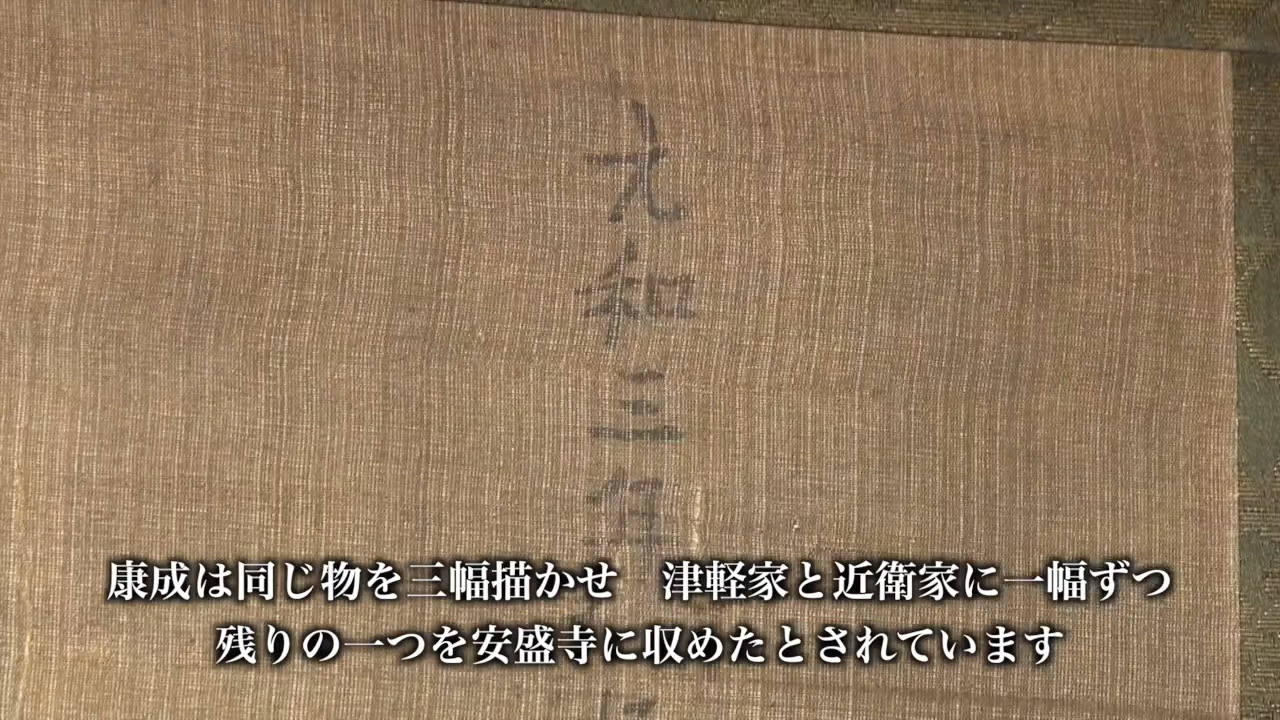 元和三年
康成は同じ物を三幅描かせ　津軽家と近衛家に一幅ずつ
残りの一つを安盛寺に収めたとされています